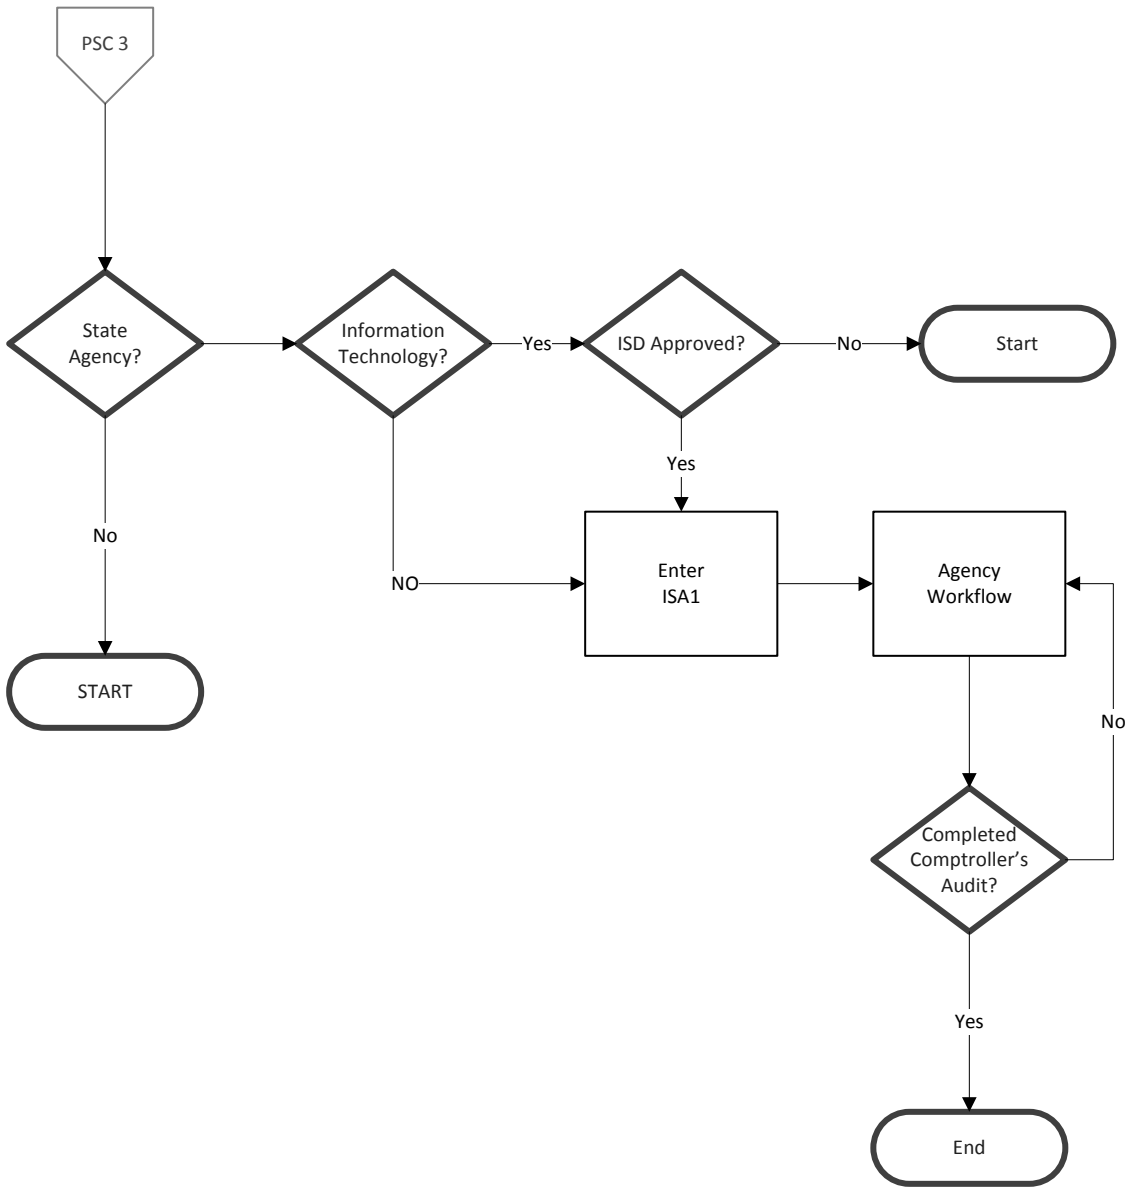 PSC 3
State
Agency?
Information
Technology?
Yes
ISD Approved?
No
Start
Yes
No
NO
Enter
ISA1
Agency
Workflow
START
No
Completed
Comptroller’s
Audit?
Yes
End